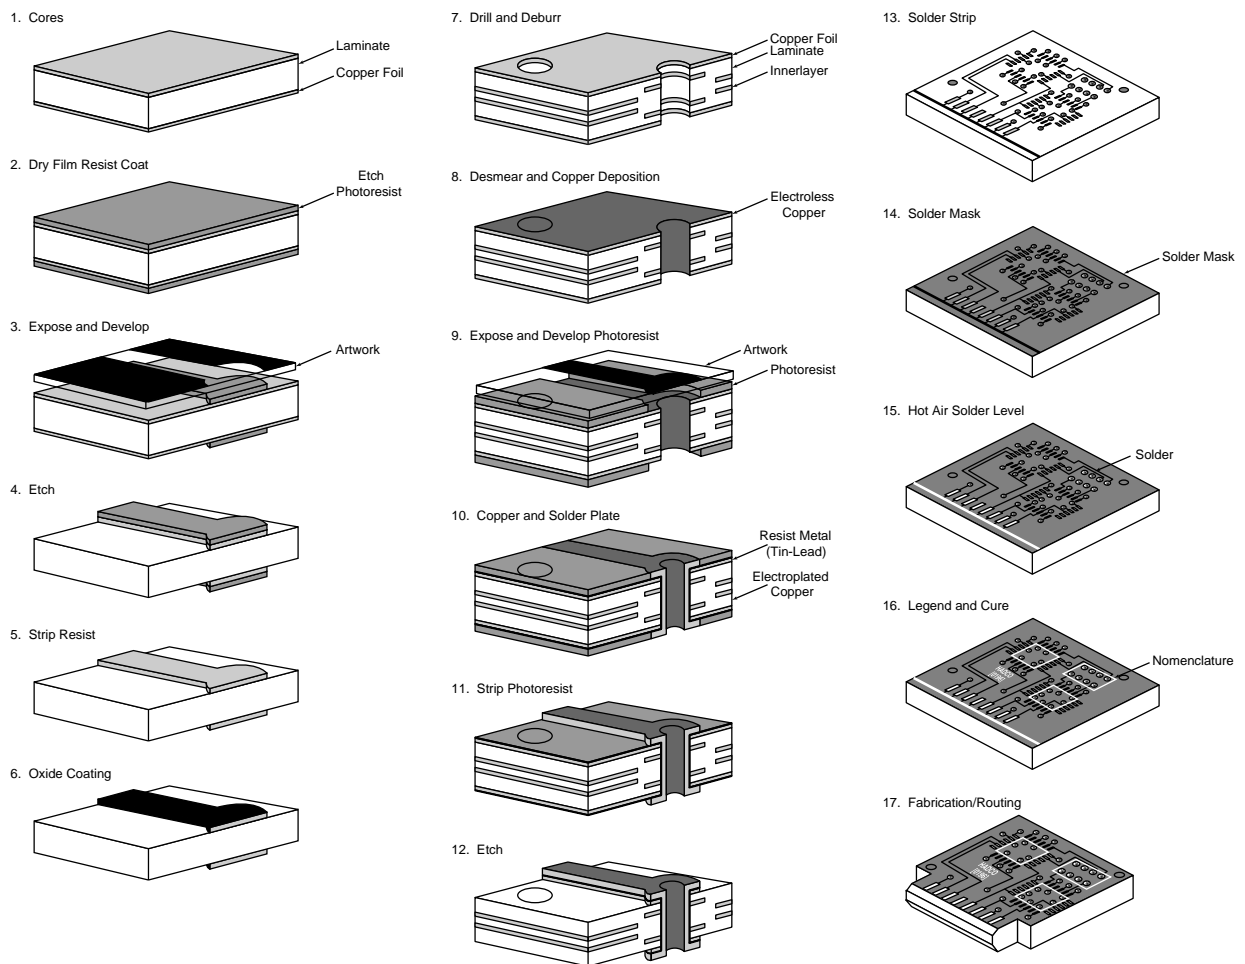 1. Cores
Laminate
Copper Foil
2. Dry Film Resist Coat
Etch
Photoresist
3. Expose and Develop
Artwork
4. Etch
5. Strip Resist
6. Oxide Coating
7. Drill and Deburr
Copper Foil
Laminate
Innerlayer
8. Desmear and Copper Deposition
Electroless
Copper
9. Expose and Develop Photoresist
Artwork
Photoresist
10. Copper and Solder Plate
Resist Metal
(Tin-Lead)
Electroplated
Copper
11. Strip Photoresist
12. Etch
13. Solder Strip
14. Solder Mask
Solder Mask
15. Hot Air Solder Level
Solder
16. Legend and Cure
Nomenclature
HADCO
17. Fabrication/Routing
HADCO